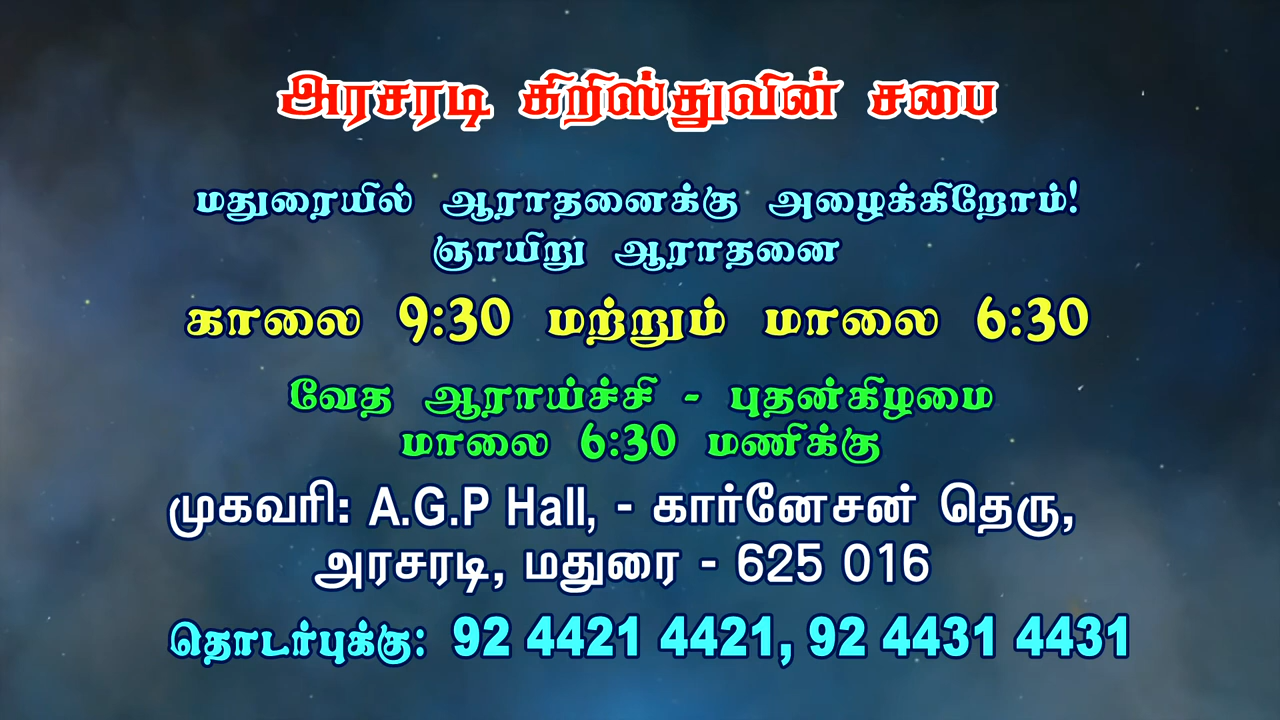 அரசரடி கிறிஸ்துவின் சபை
மதுரையில் ஆராதனைக்கு அழைக்கிறோம்!
ஞாயிறு ஆராதனை
காலை 9:30 மற்றும் மாலை 6:30
வேத ஆராய்ச்சி - புதன்கிழமை
மாலை 6:30 மணிக்கு
முகவரி: A.G.P Hall, - கார்னேசன் தெரு,
அரசரடி, மதுரை - 625 016
தொடர்புக்கு: 92 4421 4421, 92 4431 4431